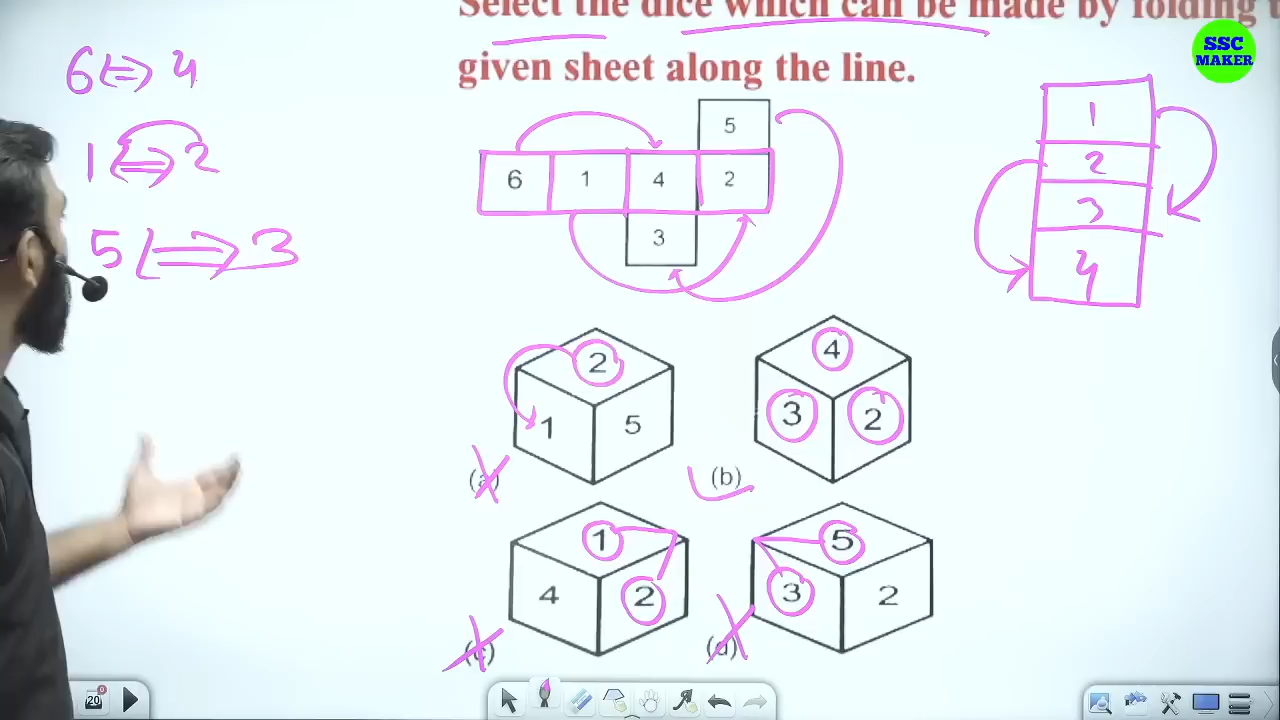 Select the dice which can be made by folding t
given sheet along the line.
SSC
MAKER
6 ⇔ 4
1 ⇔ 2
5 ⇔ 3
5
6 1 4 2
3
1
2
3
4
2
1 5
(a)
4
3 2
(b)
1
4 2
(c)
5
3 2
(d)
20
0